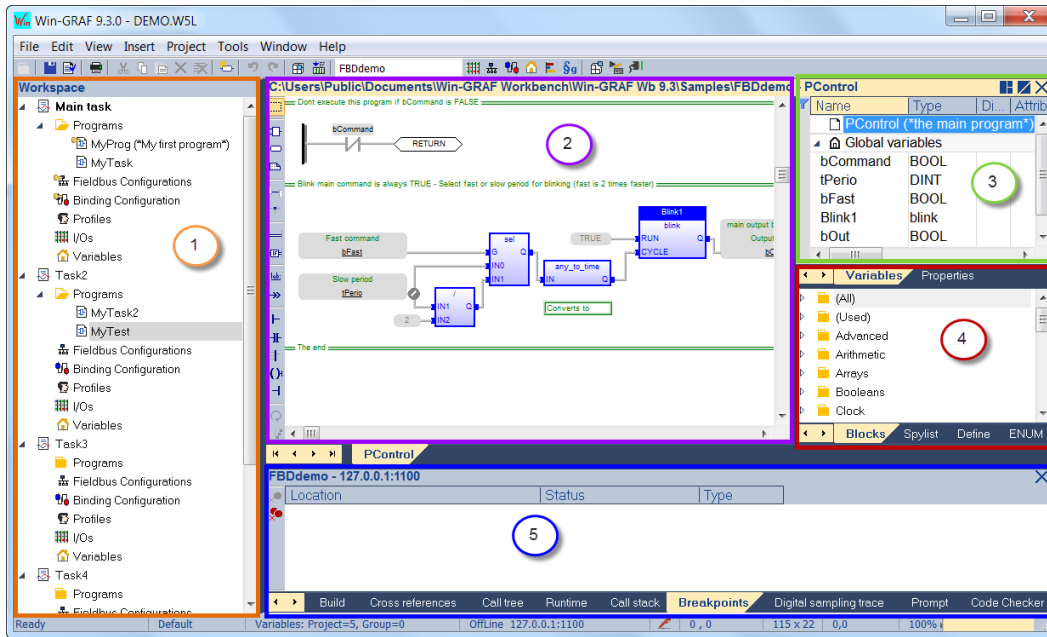 Win-GRAF 9.3.0 - DEMO.W5L
File Edit View Insert Project Tools Window Help
FBDdemo
Workspace
Main task
Programs
MyProg (*My first program*)
MyTask
Fieldbus Configurations
Binding Configuration
Profiles
I/Os
Variables
Task2
Programs
MyTask2
MyTest
Fieldbus Configurations
Binding Configuration
Profiles
I/Os
Variables
Task3
Programs
Fieldbus Configurations
Binding Configuration
Profiles
I/Os
Variables
Task4
Programs
Fieldbus Configurations
1
C:\Users\Public\Documents\Win-GRAF Workbench\Win-GRAF Wb 9.3\Samples\FBDdemo
Dont execute this program if bCommand is FALSE
bCommand
RETURN
2
Blink main command is always TRUE - Select fast or slow period for blinking (fast is 2 times faster)
Fast command
bFast
Slow period
tPerio
2
/
IN1 Q
IN2
sel
G Q
IN0
IN1
any_to_time
IN Q
Converts to
TRUE
Blink1
blink
RUN Q
CYCLE
main output b
Output
The end
PControl
PControl
Name Type Di... Attrib
PControl (*the main program*)
Global variables
bCommand BOOL
tPerio DINT
bFast BOOL
Blink1 blink
bOut BOOL
3
Variables Properties
(All)
(Used)
Advanced
Arithmetic
Arrays
Booleans
Clock
4
Blocks Spylist Define ENUM
FBDdemo - 127.0.0.1:1100
Location Status Type
5
Build Cross references Call tree Runtime Call stack Breakpoints Digital sampling trace Prompt Code Checker
Ready Default Variables: Project=5, Group=0 OffLine 127.0.0.1:1100 0 , 0 115 x 22 0,0 100%